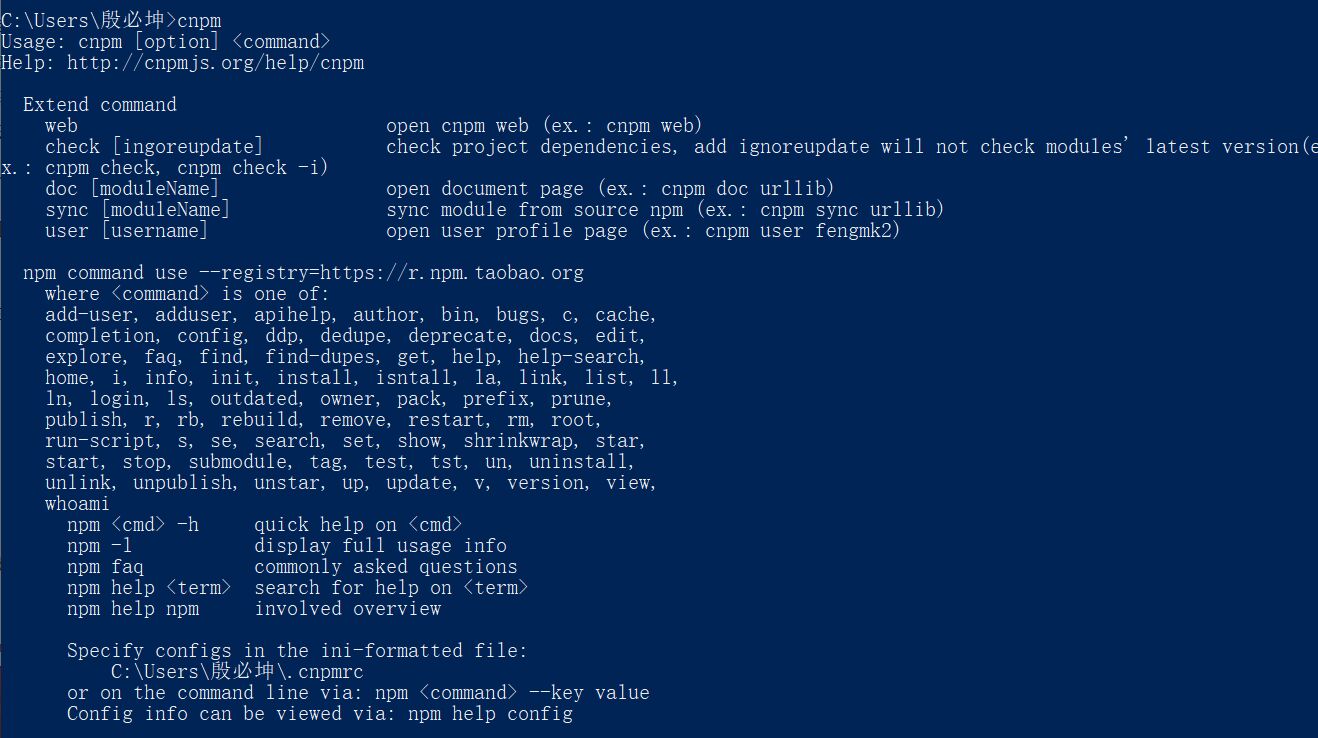 C:\Users\殷必坤>cnpm
Usage: cnpm [option] <command>
Help: http://cnpmjs.org/help/cnpm
Extend command
web open cnpm web (ex.: cnpm web)
check [ingoreupdate] check project dependencies, add ignoreupdate will not check modules' latest version(e
x.: cnpm check, cnpm check -i)
doc [moduleName] open document page (ex.: cnpm doc urllib)
sync [moduleName] sync module from source npm (ex.: cnpm sync urllib)
user [username] open user profile page (ex.: cnpm user fengmk2)
npm command use --registry=https://r.npm.taobao.org
where <command> is one of:
add-user, adduser, apihelp, author, bin, bugs, c, cache,
completion, config, ddp, dedupe, deprecate, docs, edit,
explore, faq, find, find-dupes, get, help, help-search,
home, i, info, init, install, isntall, la, link, list, ll,
ln, login, ls, outdated, owner, pack, prefix, prune,
publish, r, rb, rebuild, remove, restart, rm, root,
run-script, s, se, search, set, show, shrinkwrap, star,
start, stop, submodule, tag, test, tst, un, uninstall,
unlink, unpublish, unstar, up, update, v, version, view,
whoami
npm <cmd> -h quick help on <cmd>
npm -l display full usage info
npm faq commonly asked questions
npm help <term> search for help on <term>
npm help npm involved overview
Specify configs in the ini-formatted file:
C:\Users\殷必坤\.cnpmrc
or on the command line via: npm <command> --key value
Config info can be viewed via: npm help config